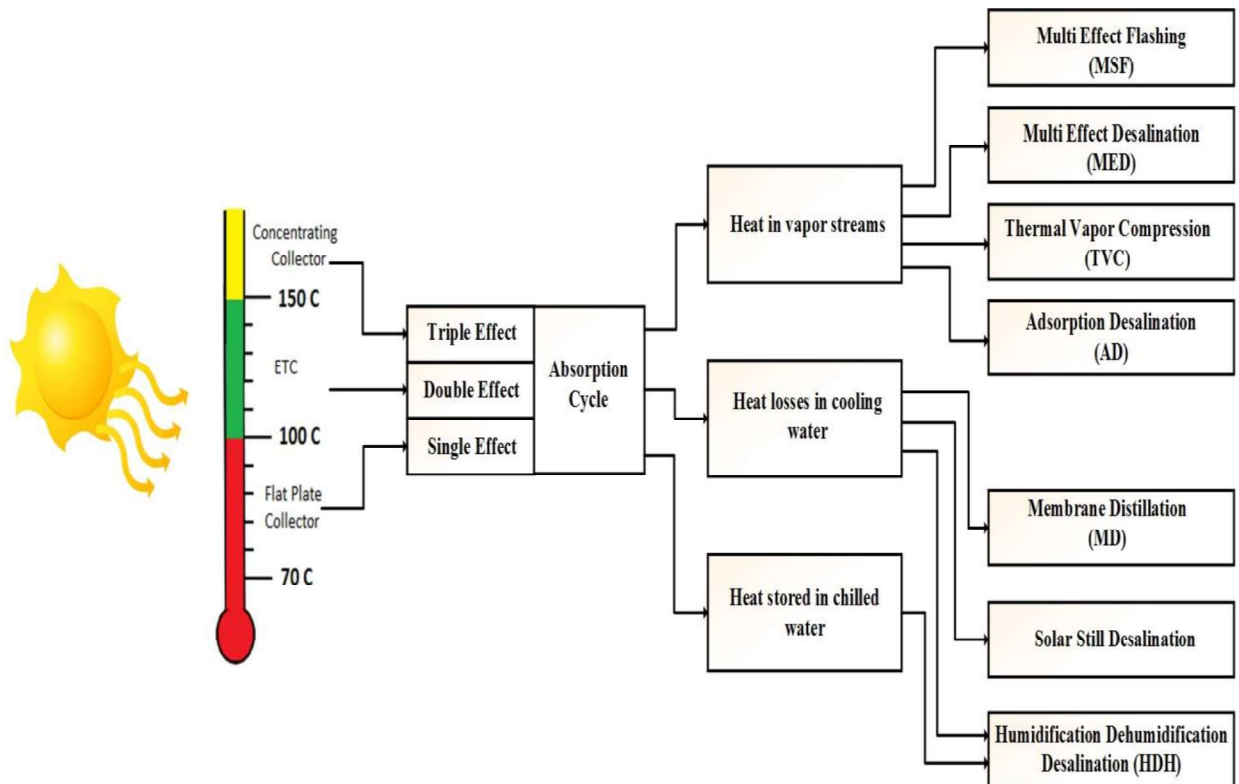 Concentrating
Collector
150 C
ETC
100 C
Flat Plate
Collector
70 C
Triple Effect
Double Effect
Single Effect
Absorption
Cycle
Heat in vapor streams
Heat losses in cooling
water
Heat stored in chilled
water
Multi Effect Flashing
(MSF)
Multi Effect Desalination
(MED)
Thermal Vapor Compression
(TVC)
Adsorption Desalination
(AD)
Membrane Distillation
(MD)
Solar Still Desalination
Humidification Dehumidification
Desalination (HDH)